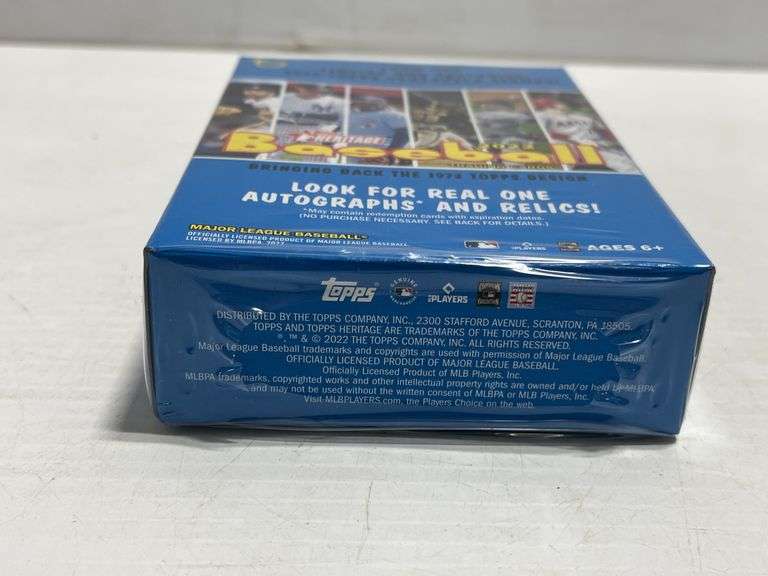 HERITAGE
2022
Baseball
BRINGING BACK THE 1973 TOPPS DESIGN
LOOK FOR REAL ONE
AUTOGRAPHS* AND RELICS!
*May contain redemption cards with expiration dates.
(NO PURCHASE NECESSARY. SEE BACK FOR DETAILS.)
MAJOR LEAGUE BASEBALL
OFFICIALLY LICENSED PRODUCT OF MAJOR LEAGUE BASEBALL
LICENSED BY MLBPA, 2022
PLAYERS
AGES 6+
Topps
GENUINE
PLAYERS
DISTRIBUTED BY THE TOPPS COMPANY, INC., 2300 STAFFORD AVENUE, SCRANTON, PA 18505.
TOPPS AND TOPPS HERITAGE ARE TRADEMARKS OF THE TOPPS COMPANY, INC.
®, ™ & © 2022 THE TOPPS COMPANY, INC. ALL RIGHTS RESERVED.
Major League Baseball trademarks and copyrights are used with permission of Major League Baseball.
OFFICIALLY LICENSED PRODUCT OF MAJOR LEAGUE BASEBALL.
Officially Licensed Product of MLB Players, Inc.
MLBPA trademarks, copyrighted works and other intellectual property rights are owned and/or held by MLBPA
and may not be used without the written consent of MLBPA or MLB Players, Inc.
Visit MLBPLAYERS.com, the Players Choice on the web.